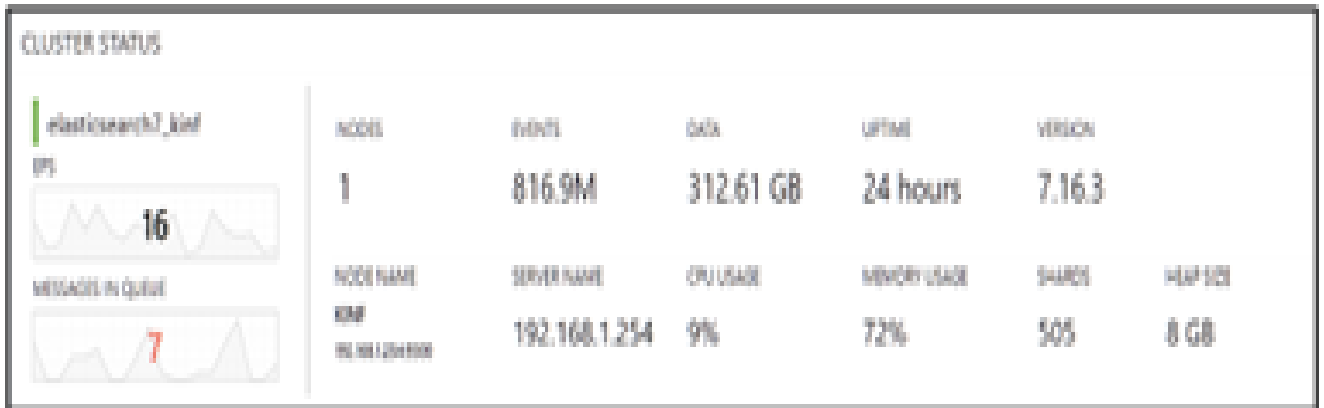 CLUSTER STATUS
elasticsearch7_kinf
EPS
16
MESSAGES IN QUEUE
7
NODES EVENTS DATA UPTIME VERSION
1 816.9M 312.61 GB 24 hours 7.16.3
NODE NAME SERVER NAME CPU USAGE MEMORY USAGE SHARDS HEAP SIZE
KINF 192.168.1.254 9% 72% 505 8 GB